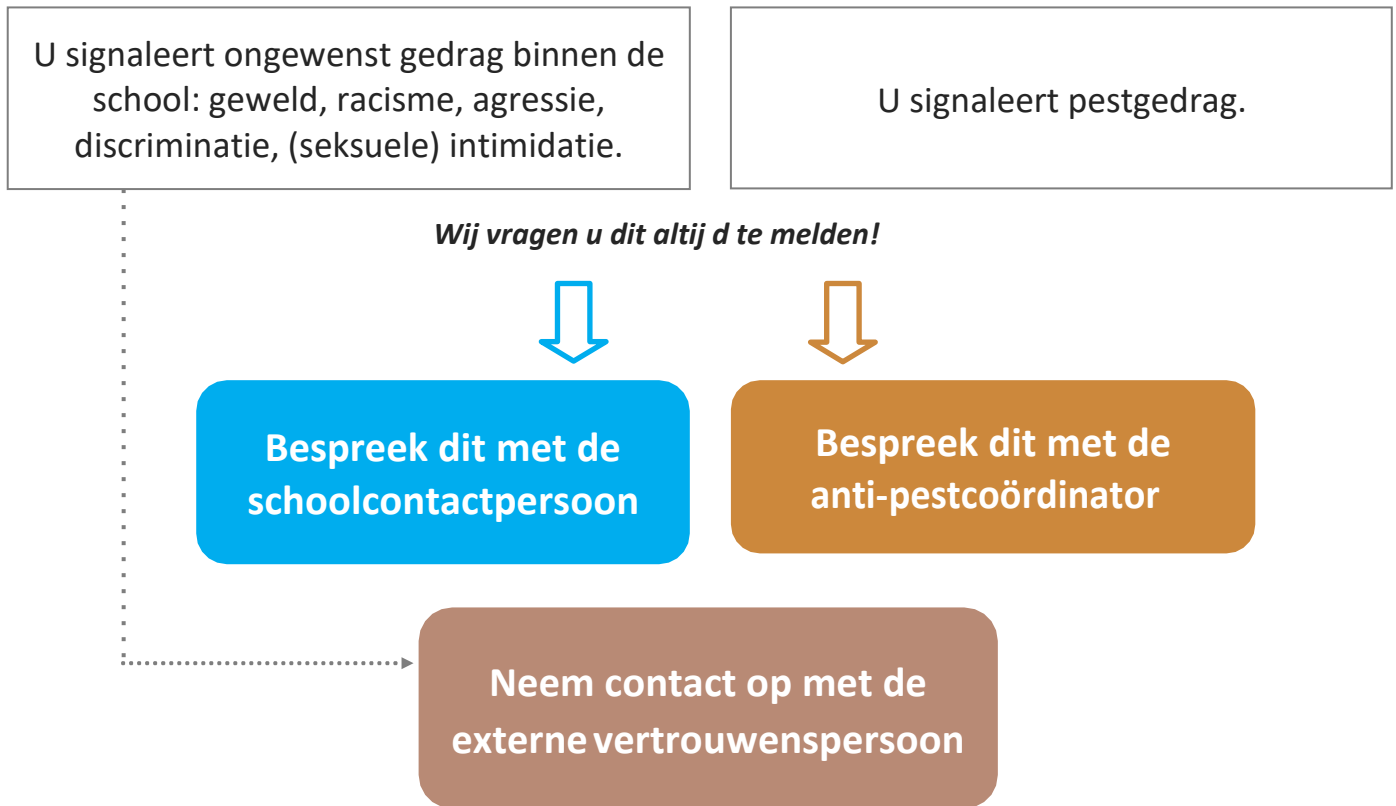 U signaleert ongewenst gedrag binnen de
school: geweld, racisme, agressie,
discriminatie, (seksuele) intimidatie.
U signaleert pestgedrag.
Wij vragen u dit altij d te melden!
Bespreek dit met de
schoolcontactpersoon
Bespreek dit met de
anti-pestcoördinator
Neem contact op met de
externe vertrouwenspersoon